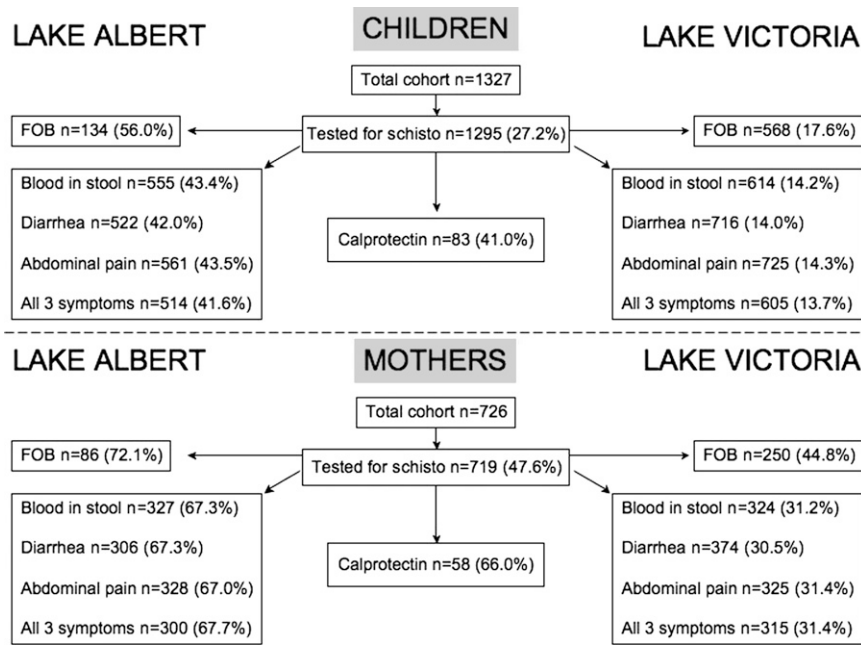 LAKE ALBERT
CHILDREN
LAKE VICTORIA
Total cohort n=1327
FOB n=134 (56.0%)
Tested for schisto n=1295 (27.2%)
FOB n=568 (17.6%)
Blood in stool n=555 (43.4%)
Diarrhea n=522 (42.0%)
Abdominal pain n=561 (43.5%)
All 3 symptoms n=514 (41.6%)
Calprotectin n=83 (41.0%)
Blood in stool n=614 (14.2%)
Diarrhea n=716 (14.0%)
Abdominal pain n=725 (14.3%)
All 3 symptoms n=605 (13.7%)
LAKE ALBERT
MOTHERS
LAKE VICTORIA
Total cohort n=726
FOB n=86 (72.1%)
Tested for schisto n=719 (47.6%)
FOB n=250 (44.8%)
Blood in stool n=327 (67.3%)
Diarrhea n=306 (67.3%)
Abdominal pain n=328 (67.0%)
All 3 symptoms n=300 (67.7%)
Calprotectin n=58 (66.0%)
Blood in stool n=324 (31.2%)
Diarrhea n=374 (30.5%)
Abdominal pain n=325 (31.4%)
All 3 symptoms n=315 (31.4%)